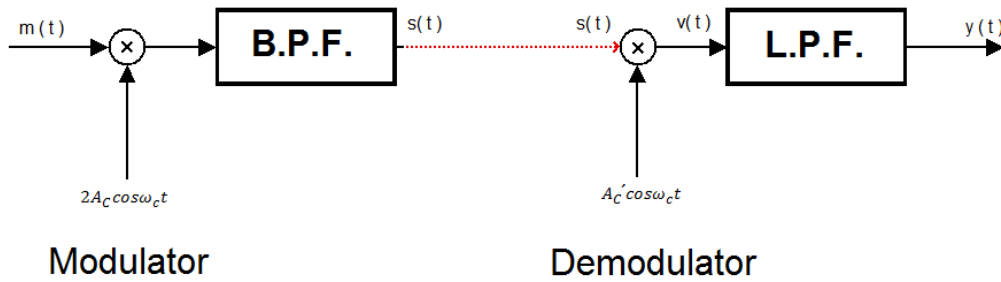 m(t)
B.P.F.
s(t)
s(t)
v(t)
L.P.F.
y(t)
2A_C cosω_c t
A_C´cosω_c t
Modulator
Demodulator